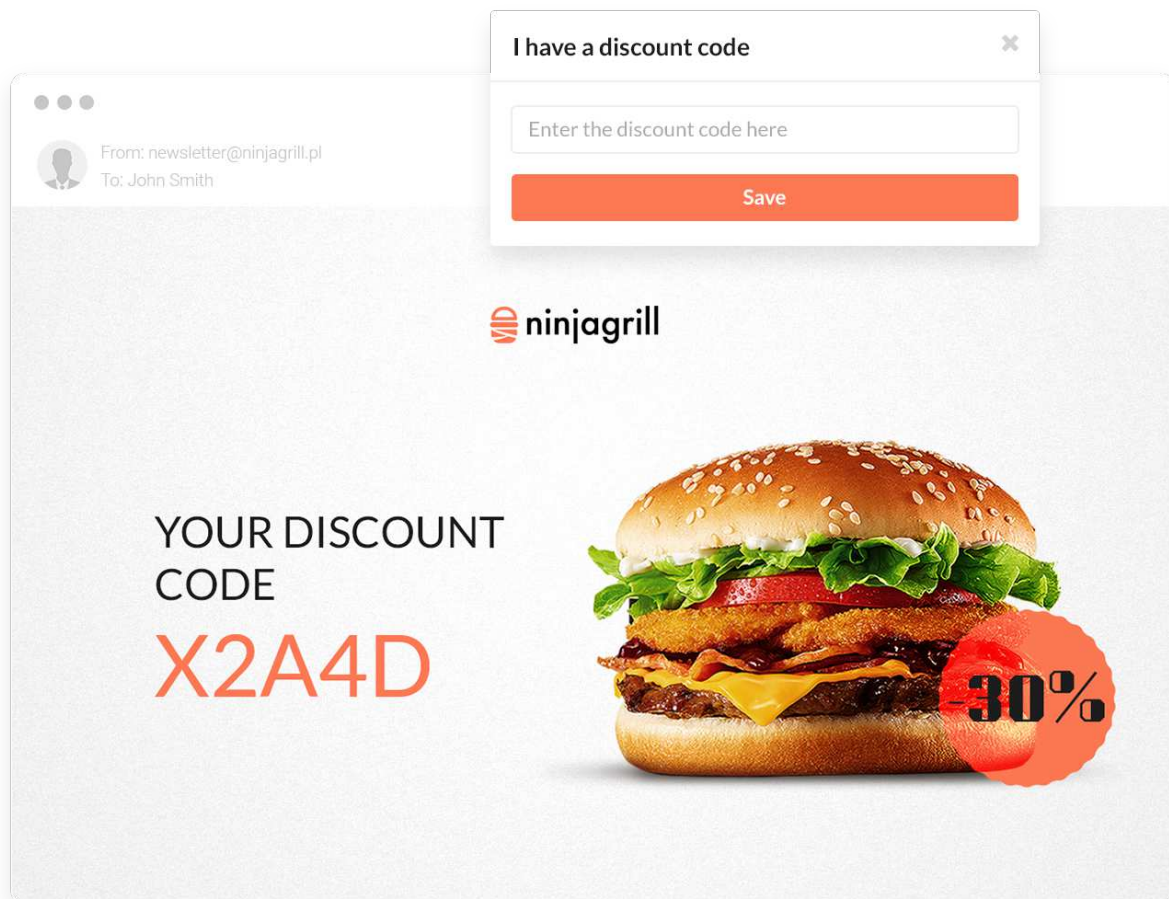 I have a discount code
Enter the discount code here
Save
From: newsletter@ninjagrill.pl
To: John Smith
ninjagrill
YOUR DISCOUNT
CODE
X2A4D
-30%